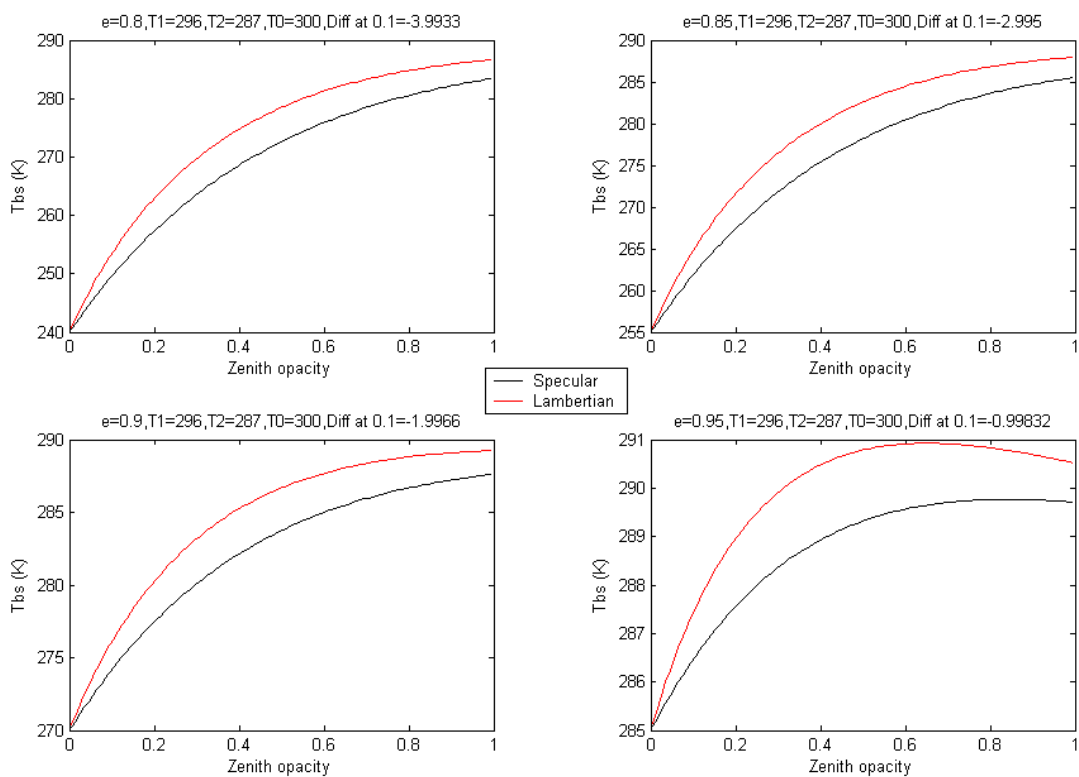 e=0.8,T1=296,T2=287,T0=300,Diff at 0.1=-3.9933
290
280
270
260
250
240
Tbs (K)
0 0.2 0.4 0.6 0.8 1
Zenith opacity
e=0.85,T1=296,T2=287,T0=300,Diff at 0.1=-2.995
290
285
280
275
270
265
260
255
Tbs (K)
0 0.2 0.4 0.6 0.8 1
Zenith opacity
Specular
Lambertian
e=0.9,T1=296,T2=287,T0=300,Diff at 0.1=-1.9966
290
285
280
275
270
Tbs (K)
0 0.2 0.4 0.6 0.8 1
Zenith opacity
e=0.95,T1=296,T2=287,T0=300,Diff at 0.1=-0.99832
291
290
289
288
287
286
285
Tbs (K)
0 0.2 0.4 0.6 0.8 1
Zenith opacity